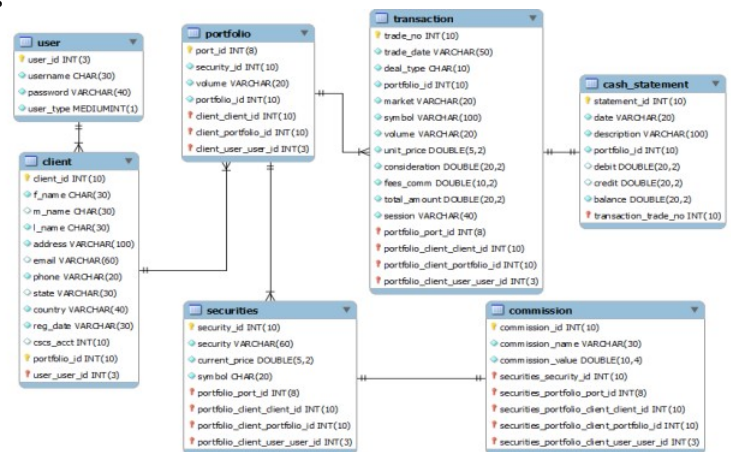 user
user_id INT(3)
username CHAR(30)
password VARCHAR(40)
user_type MEDIUMINT(1)
client
client_id INT(10)
f_name CHAR(30)
m_name CHAR(30)
l_name CHAR(30)
address VARCHAR(100)
email VARCHAR(60)
phone VARCHAR(20)
state VARCHAR(30)
country VARCHAR(40)
reg_date VARCHAR(30)
cscs_acct INT(10)
portfolio_id INT(10)
user_user_id INT(3)
portfolio
port_id INT(8)
security_id INT(10)
volume VARCHAR(20)
portfolio_id INT(10)
client_client_id INT(10)
client_portfolio_id INT(10)
client_user_user_id INT(3)
transaction
trade_no INT(10)
trade_date VARCHAR(50)
deal_type CHAR(10)
portfolio_id INT(10)
market VARCHAR(20)
symbol VARCHAR(100)
volume VARCHAR(20)
unit_price DOUBLE(5,2)
consideration DOUBLE(20,2)
fees_comm DOUBLE(10,2)
total_amount DOUBLE(20,2)
session VARCHAR(40)
portfolio_port_id INT(8)
portfolio_client_client_id INT(10)
portfolio_client_portfolio_id INT(10)
portfolio_client_user_user_id INT(3)
cash_statement
statement_id INT(10)
date VARCHAR(20)
description VARCHAR(100)
portfolio_id INT(10)
debit DOUBLE(20,2)
credit DOUBLE(20,2)
balance DOUBLE(20,2)
transaction_trade_no INT(10)
securities
security_id INT(10)
security VARCHAR(60)
current_price DOUBLE(5,2)
symbol CHAR(20)
portfolio_port_id INT(8)
portfolio_client_client_id INT(10)
portfolio_client_portfolio_id INT(10)
portfolio_client_user_user_id INT(3)
commission
commission_id INT(10)
commission_name VARCHAR(30)
commission_value DOUBLE(10,4)
securities_security_id INT(10)
securities_portfolio_port_id INT(8)
securities_portfolio_client_client_id INT(10)
securities_portfolio_client_portfolio_id INT(10)
securities_portfolio_client_user_user_id INT(3)